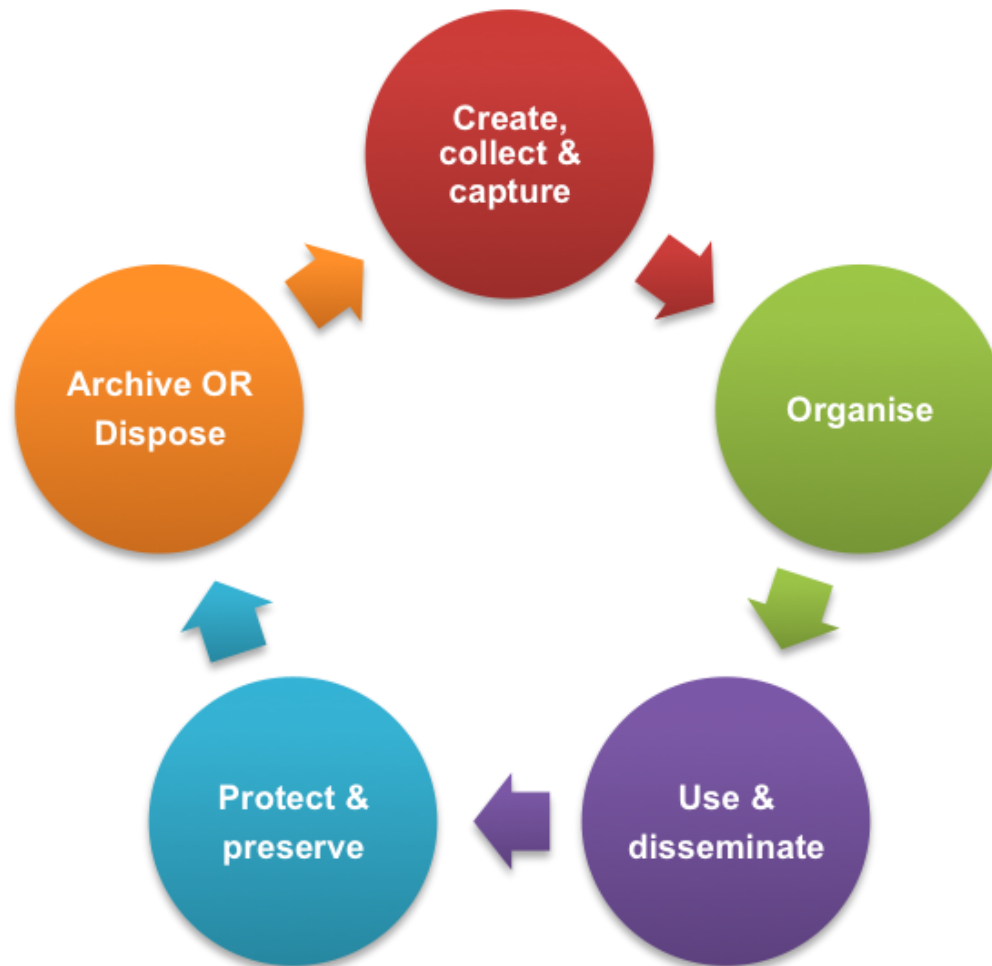 Create,
collect &
capture
Organise
Use &
disseminate
Protect &
preserve
Archive OR
Dispose